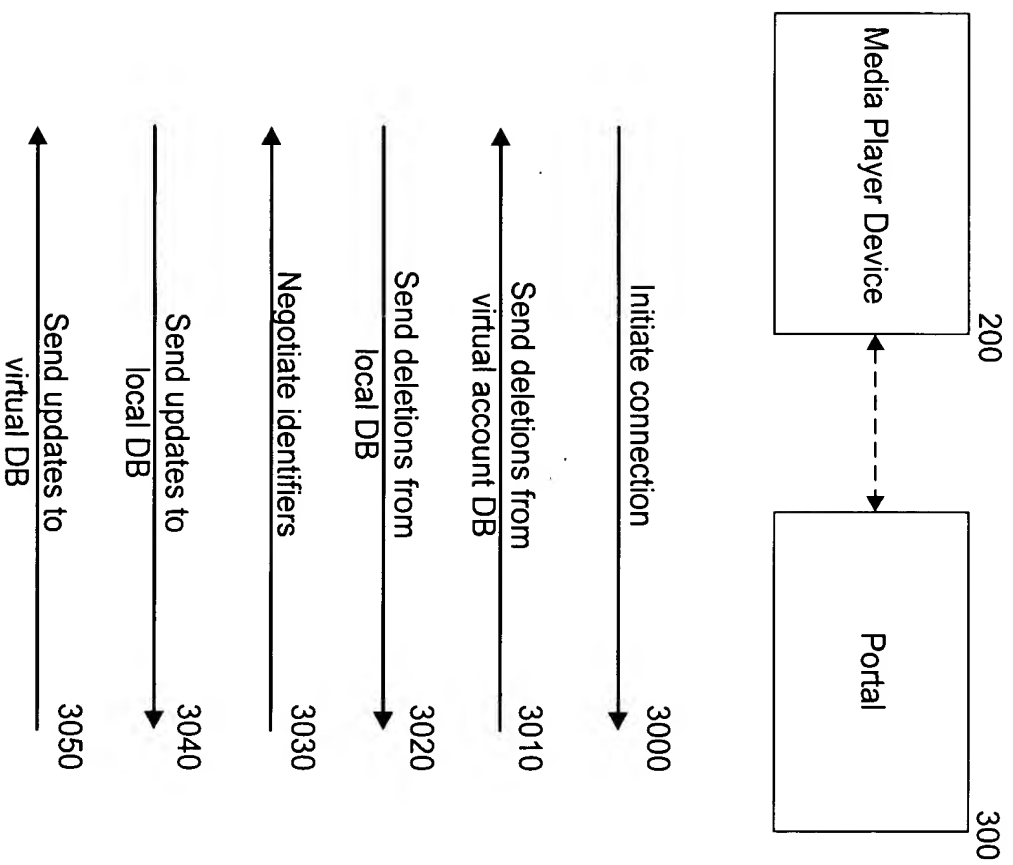 200
300
Media Player Device
Portal
Initiate connection
3000
Send deletions from
virtual account DB
3010
Send deletions from
local DB
3020
Negotiate identifiers
3030
Send updates to
local DB
3040
Send updates to
virtual DB
3050